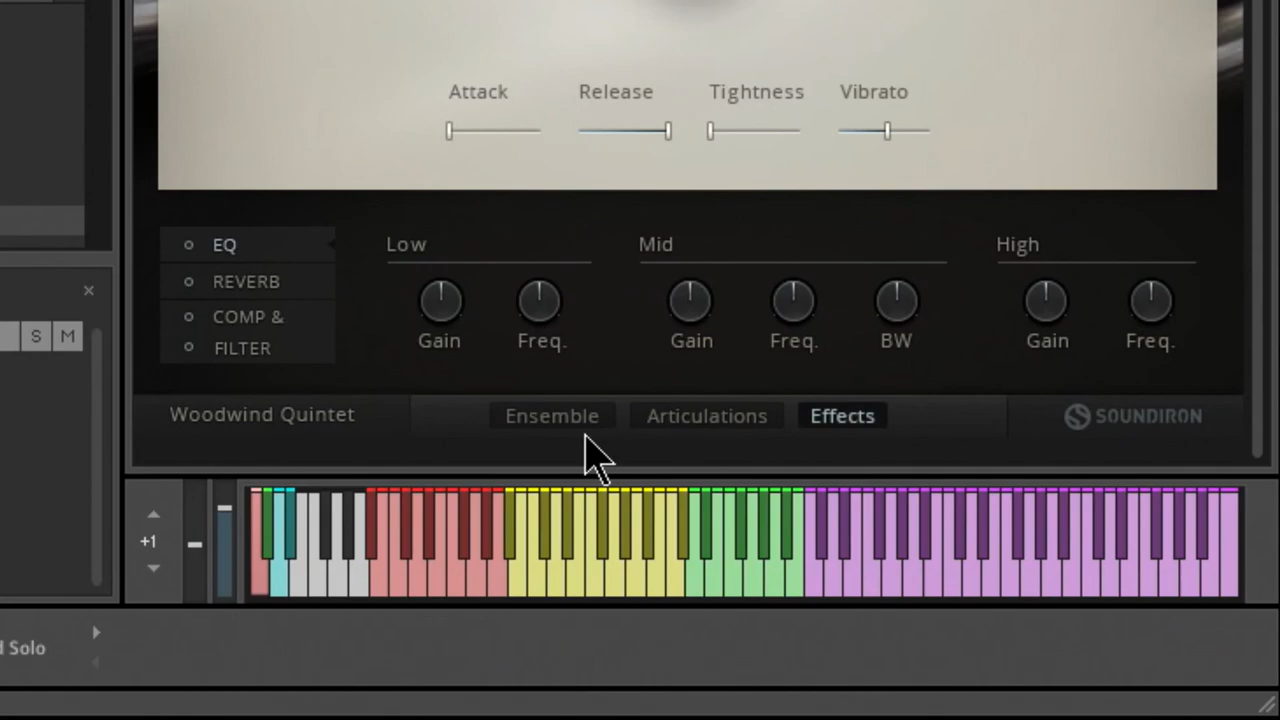 Attack Release Tightness Vibrato
EQ
REVERB
COMP &
FILTER
Low Mid High
Gain Freq. Gain Freq. BW Gain Freq.
S M
Woodwind Quintet Ensemble Articulations Effects SOUNDIRON
+1
Solo